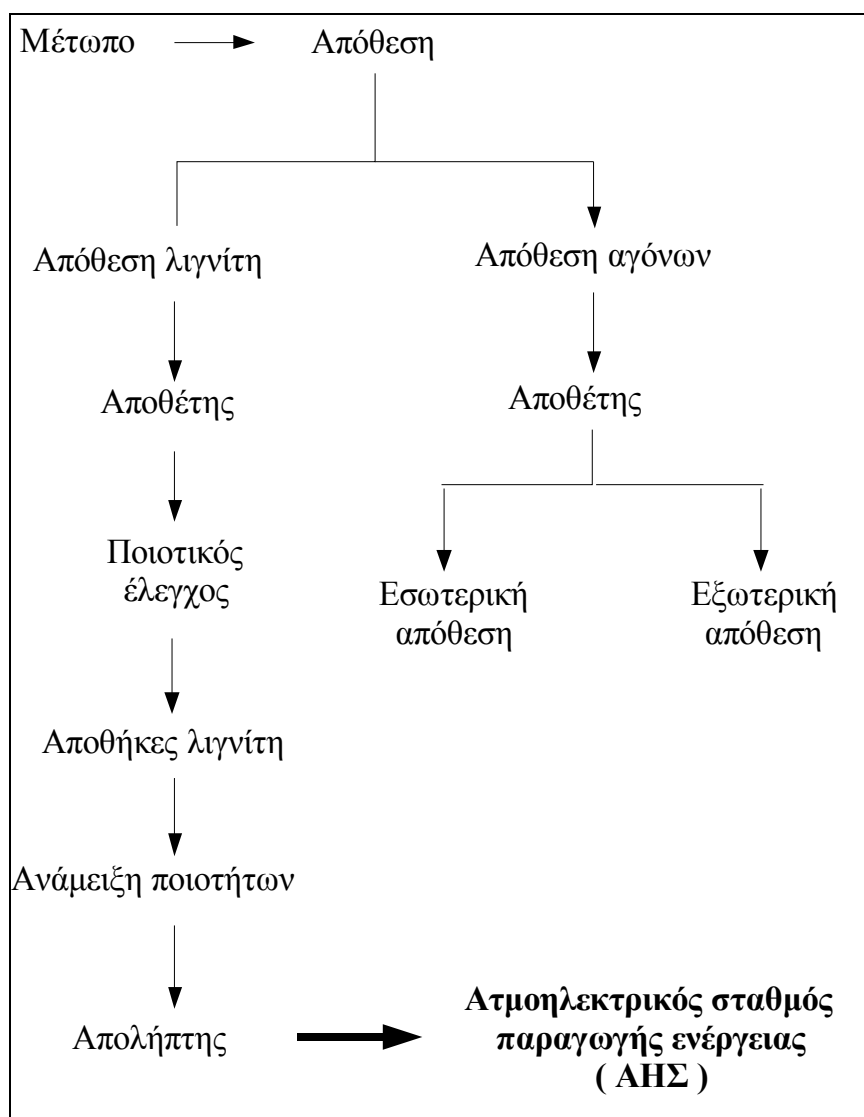 Μέτωπο
Απόθεση
Απόθεση λιγνίτη
Απόθεση αγόνων
Αποθέτης
Αποθέτης
Ποιοτικός
έλεγχος
Εσωτερική
απόθεση
Εξωτερική
απόθεση
Αποθήκες λιγνίτη
Ανάμειξη ποιοτήτων
Απολήπτης
Ατμοηλεκτρικός σταθμός
παραγωγής ενέργειας
( ΑΗΣ )